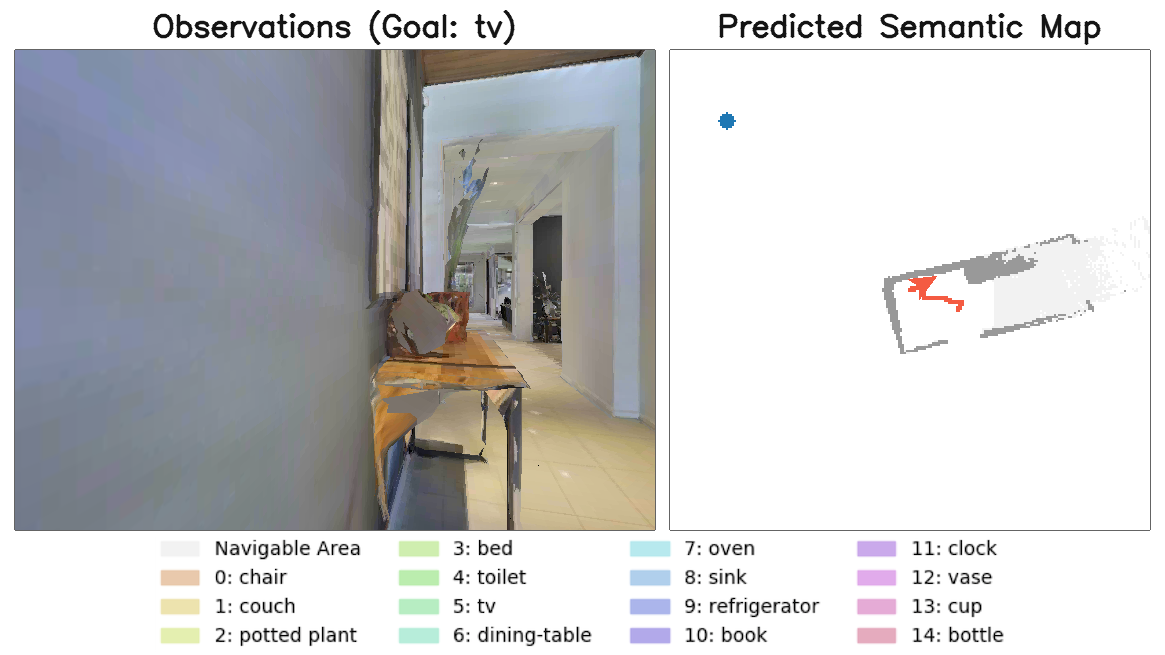 Observations (Goal: tv)
Predicted Semantic Map
Navigable Area
0: chair
1: couch
2: potted plant
3: bed
4: toilet
5: tv
6: dining-table
7: oven
8: sink
9: refrigerator
10: book
11: clock
12: vase
13: cup
14: bottle